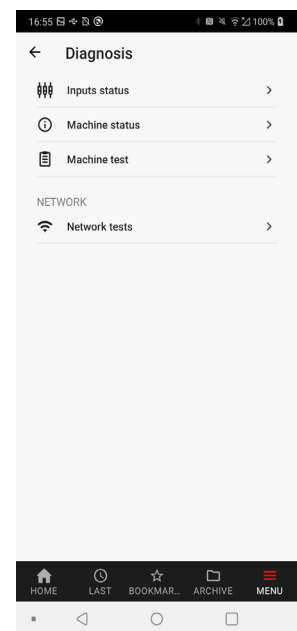 16:55 100%
Diagnosis
Inputs status
Machine status
Machine test
NETWORK
Network tests
HOME LAST BOOKMAR... ARCHIVE MENU